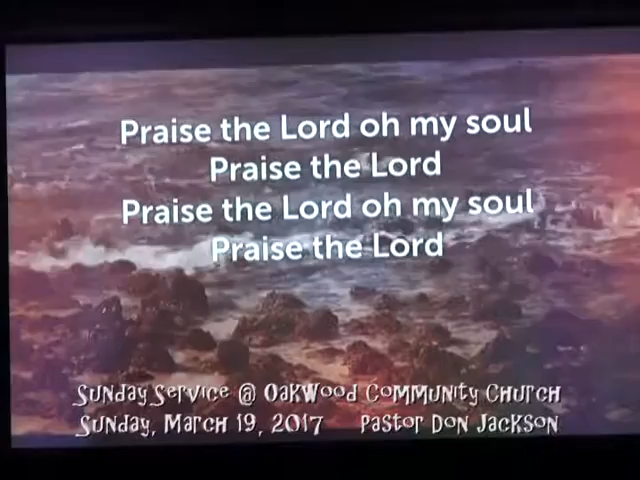 Praise the Lord oh my soul
Praise the Lord
Praise the Lord oh my soul
Praise the Lord
Sunday Service @ Oakwood Community Church
Sunday, March 19, 2017 Pastor Don Jackson